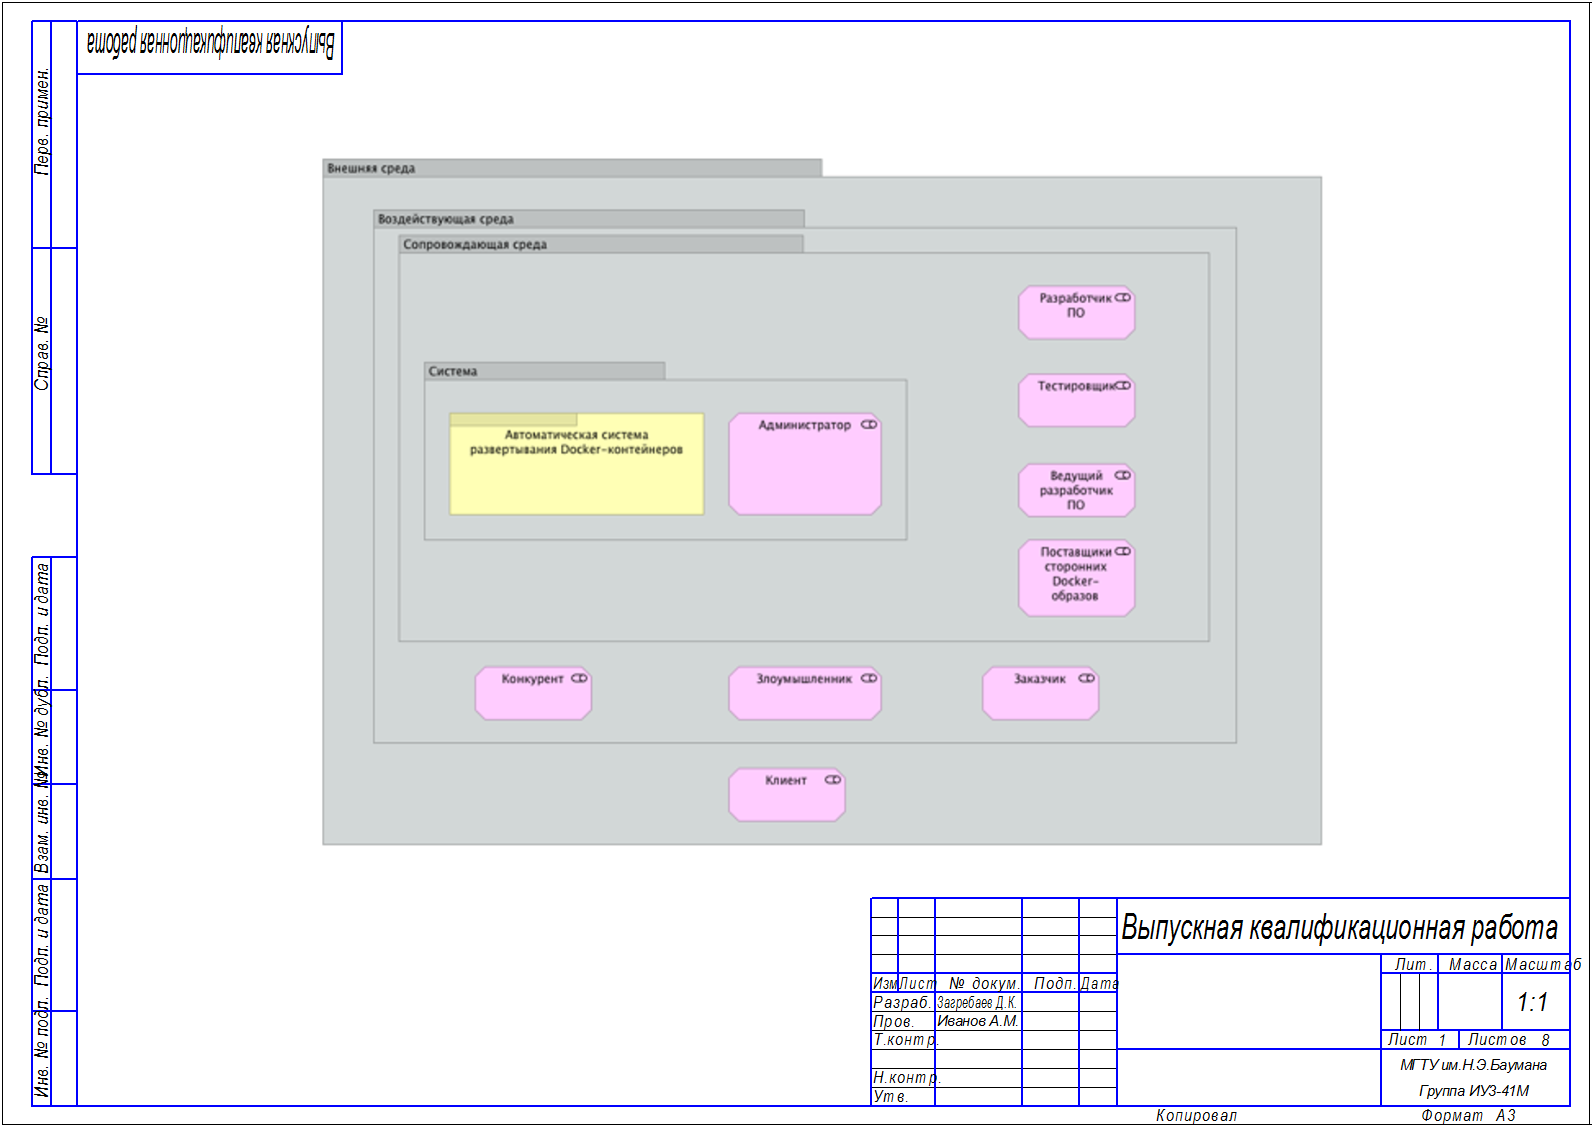 Выпускная квалификационная работа
Перв. примен.
Справ. №
Подп. и дата
Инв. № дубл.
Взам. инв. №
Подп. и дата
Инв. № подл.
Внешняя среда
Воздействующая среда
Сопровождающая среда
Разработчик
ПО
Тестировщик
Система
Автоматическая система
развертывания Docker-контейнеров
Администратор
Ведущий
разработчик
ПО
Поставщики
сторонних
Docker-
образов
Конкурент
Злоумышленник
Заказчик
Клиент
Выпускная квалификационная работа
Лит. Масса Масштаб
Изм Лист № докум. Подп. Дата
Разраб. Загребаев Д.К.
1:1
Пров. Иванов А.М.
Т.контр.
Лист 1 Листов 8
МГТУ им.Н.Э.Баумана
Н.контр.
Группа ИУ3-41М
Утв.
Копировал Формат А3